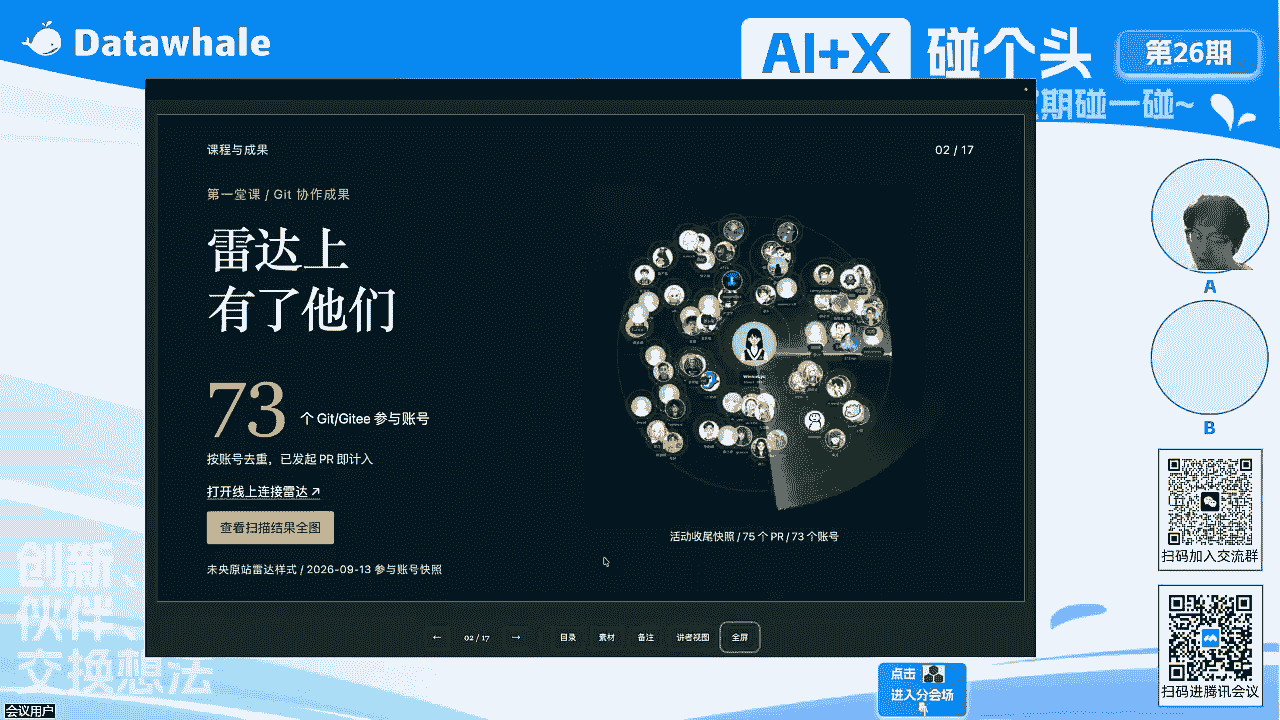 Datawhale
AI+X 碰个头
第26期
期碰一碰~
课程与成果
02 / 17
第一堂课 / Git 协作成果
雷达上
有了他们
73 个 Git/Gitee 参与账号
按账号去重，已发起 PR 即计入
打开线上连接雷达↗
查看扫描结果全图
未央原站雷达样式 / 2026-09-13 参与账号快照
活动收尾快照 / 75 个 PR / 73 个账号
← 02 / 17 → 目录 素材 备注 讲者视图 全屏
A
B
扫码加入交流群
扫码进腾讯会议
点击
进入分会场
创新
伙伴
交换想法
会议用户